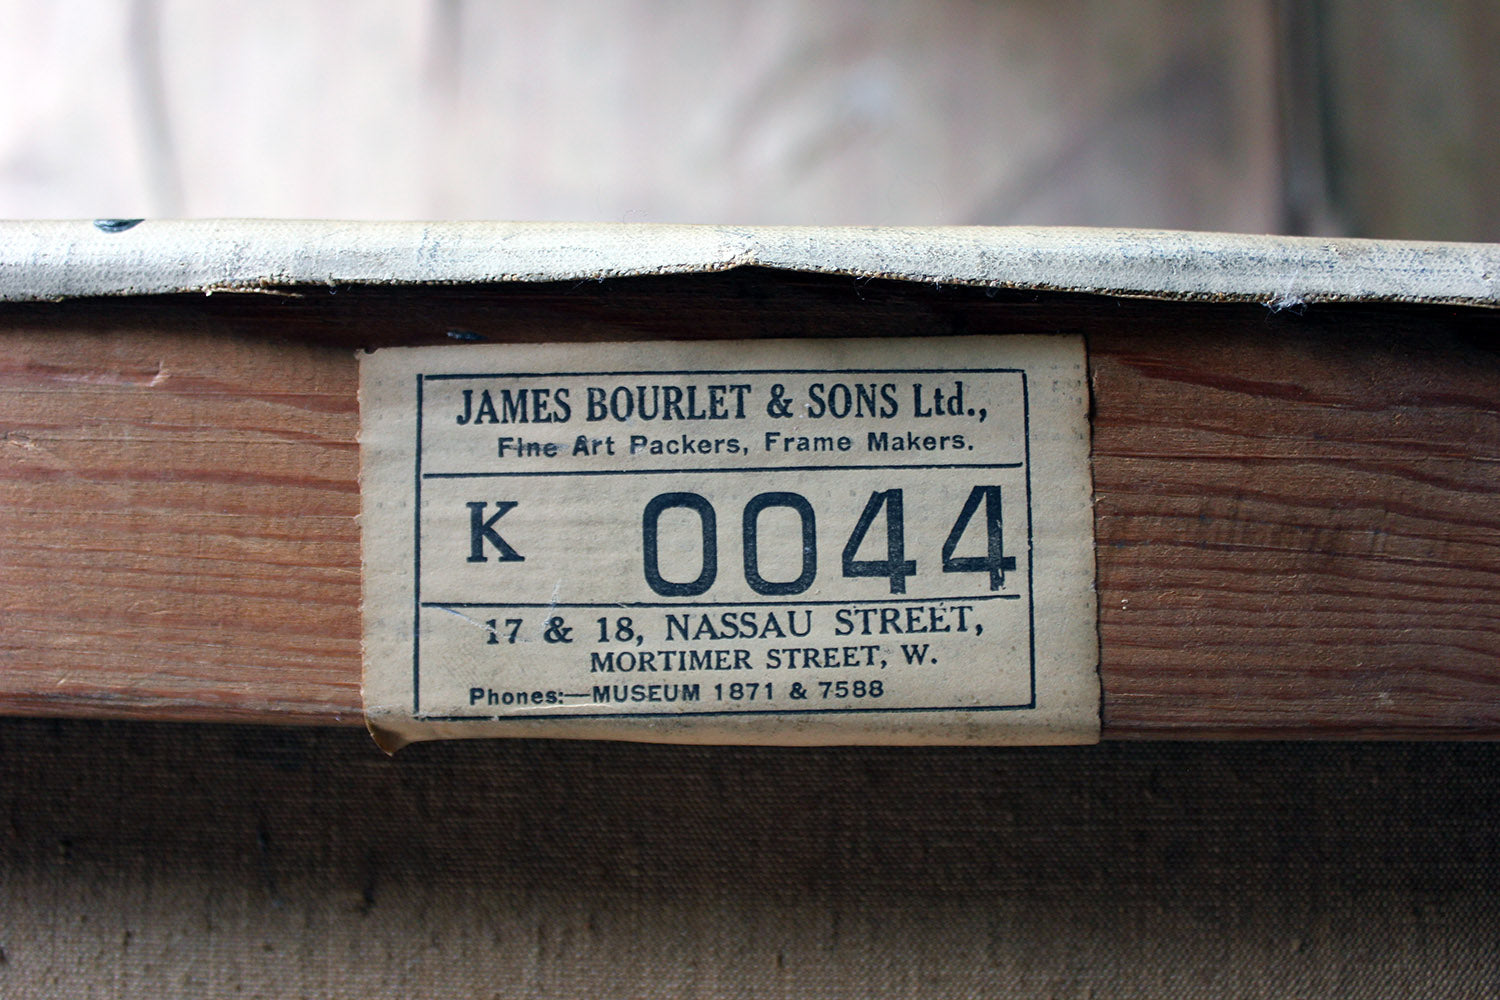 JAMES BOURLET & SONS Ltd.,
Fine Art Packers, Frame Makers.
K 0044
17 & 18, NASSAU STREET,
MORTIMER STREET, W.
Phones:—MUSEUM 1871 & 7588